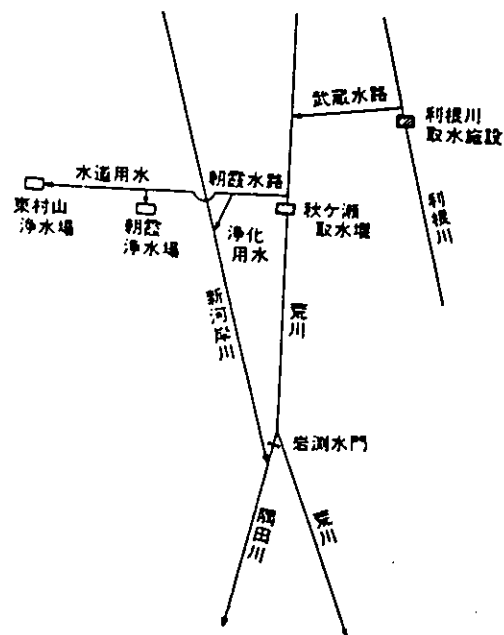 武蔵水路
利根川
取水施設
水道用水
朝霞水路
東村山
浄水場
朝霞
浄水場
浄化
用水
秋ケ瀬
取水堰
利根川
新河岸川
荒川
岩渕水門
隅田川
荒川